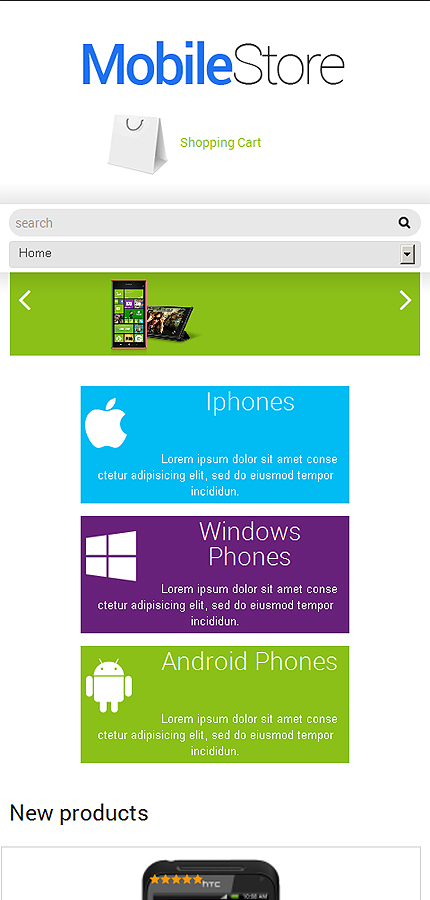 MobileStore
Shopping Cart
search
Home
Iphones
Lorem ipsum dolor sit amet conse
ctetur adipisicing elit, sed do eiusmod tempor
incididun.
Windows
Phones
Lorem ipsum dolor sit amet conse
ctetur adipisicing elit, sed do eiusmod tempor
incididun.
Android Phones
Lorem ipsum dolor sit amet conse
ctetur adipisicing elit, sed do eiusmod tempor
incididun.
New products
hTC